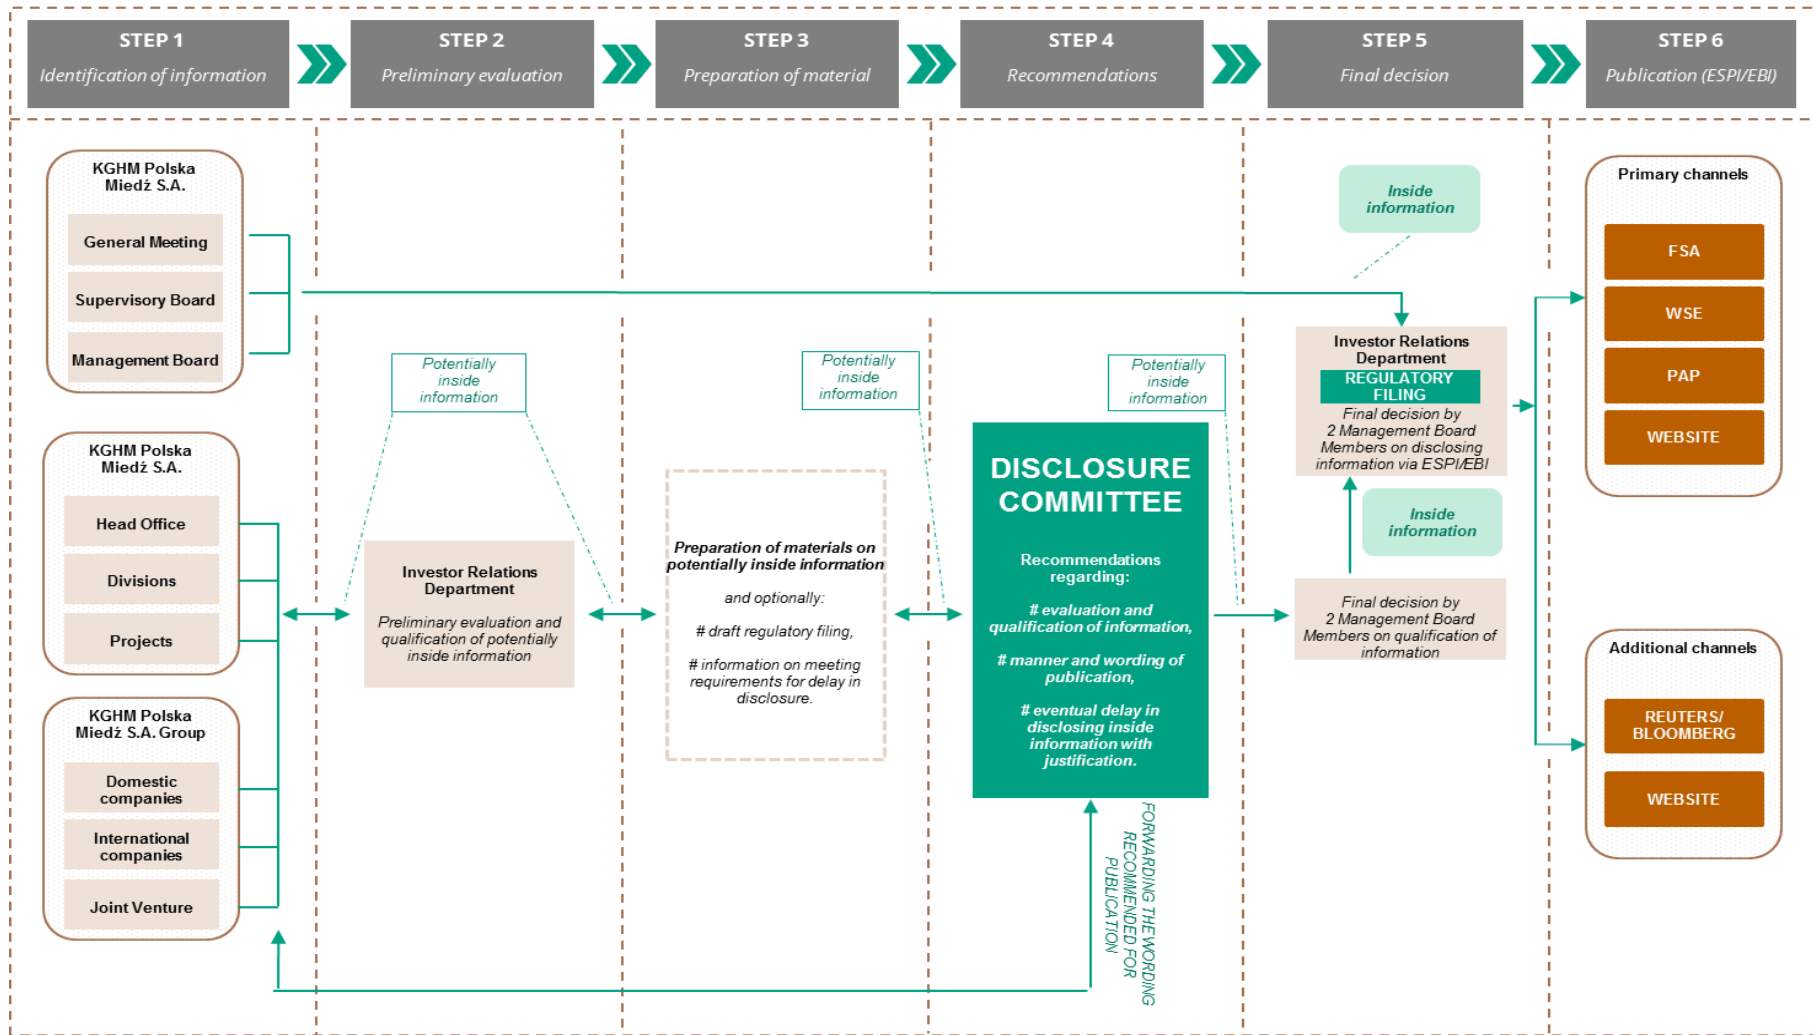 STEP 1
Identification of information
STEP 2
Preliminary evaluation
STEP 3
Preparation of material
STEP 4
Recommendations
STEP 5
Final decision
STEP 6
Publication (ESPI/EBI)
KGHM Polska
Miedź S.A.
General Meeting
Supervisory Board
Management Board
KGHM Polska
Miedź S.A.
Head Office
Divisions
Projects
KGHM Polska
Miedź S.A. Group
Domestic
companies
International
companies
Joint Venture
Potentially
inside
information
Investor Relations
Department
Preliminary evaluation and
qualification of potentially
inside information
Potentially
inside
information
Preparation of materials on
potentially inside information
and optionally:
# draft regulatory filing,
# information on meeting
requirements for delay in
disclosure.
Potentially
inside
information
DISCLOSURE
COMMITTEE
Recommendations
regarding:
# evaluation and
qualification of information,
# manner and wording of
publication,
# eventual delay in
disclosing inside
information with
justification.
FORWARDING THE WORDING
RECOMMENDED FOR
PUBLICATION
Inside
information
Investor Relations
Department
REGULATORY
FILING
Final decision by
2 Management Board
Members on disclosing
information via ESPI/EBI
Inside
information
Final decision by
2 Management Board
Members on qualification of
information
Primary channels
FSA
WSE
PAP
WEBSITE
Additional channels
REUTERS/
BLOOMBERG
WEBSITE